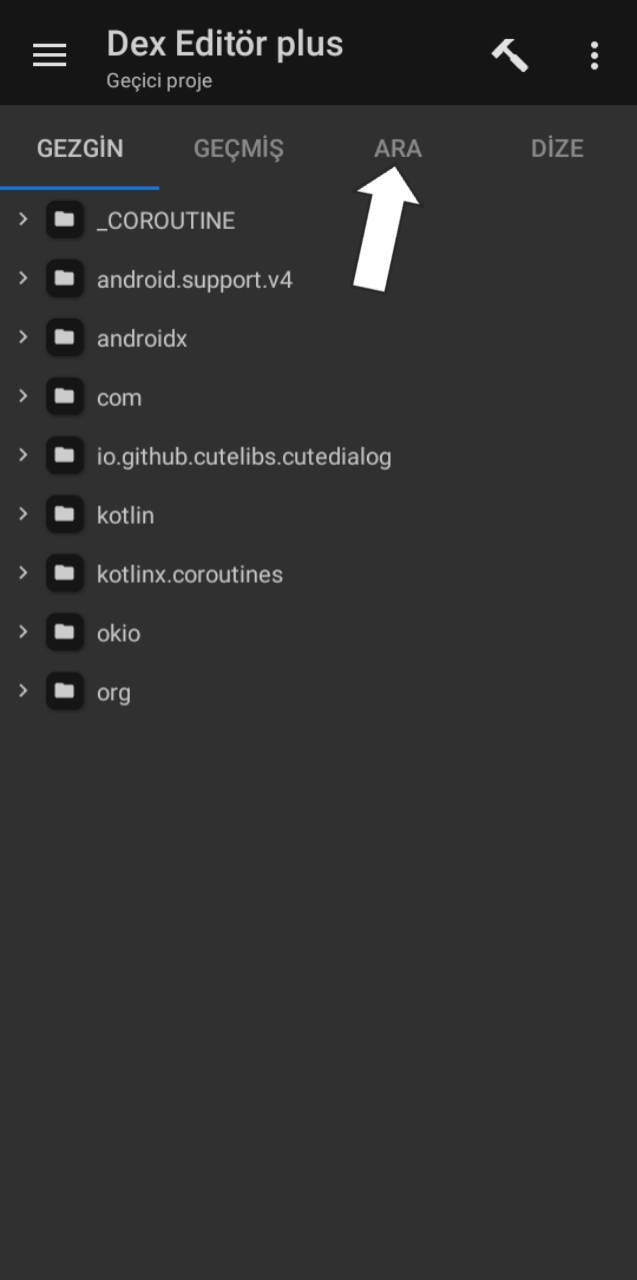 Dex Editör plus
Geçici proje
GEZGİN GEÇMİŞ ARA DİZE
_COROUTINE
android.support.v4
androidx
com
io.github.cutelibs.cutedialog
kotlin
kotlinx.coroutines
okio
org